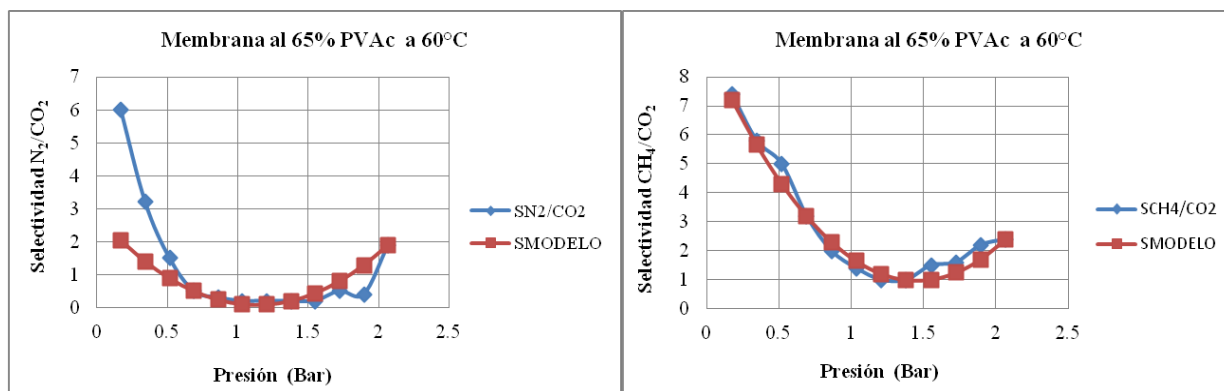 Membrana al 65% PVAc a 60°C
Selectividad N₂/CO₂
7
6
5
4
3
2
1
0
0
0.5
1
1.5
2
2.5
Presión (Bar)
SN2/CO2
SMODELO
Membrana al 65% PVAc a 60°C
Selectividad CH₄/CO₂
8
7
6
5
4
3
2
1
0
0
0.5
1
1.5
2
2.5
Presión (Bar)
SCH4/CO2
SMODELO